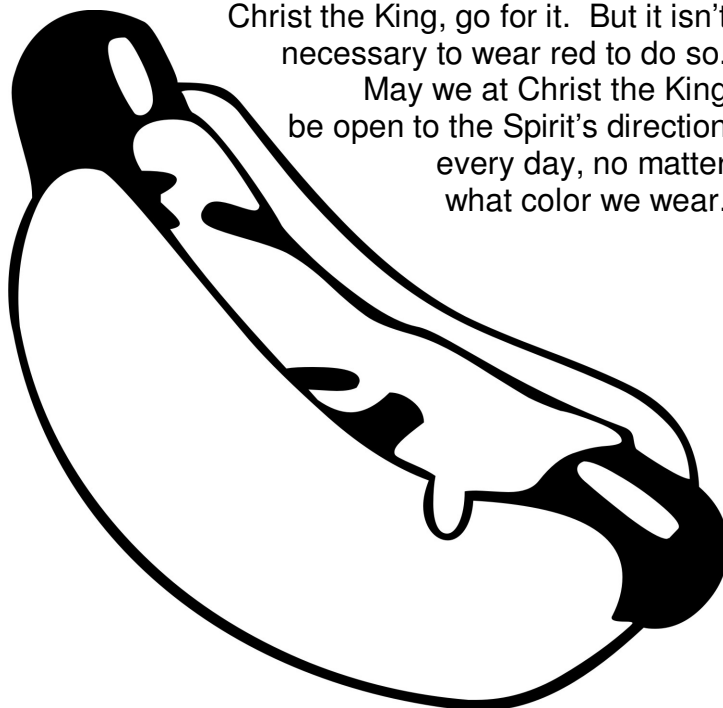 Christ the King, go for it.  But it isn't
necessary to wear red to do so.
May we at Christ the King
be open to the Spirit's direction
every day, no matter
what color we wear.